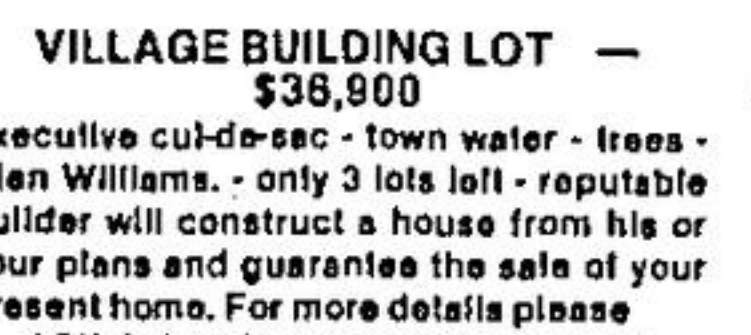 VILLAGE BUILDING LOT —
$36,900
xecutive cul-de-sac - town water - trees -
len Williams. - only 3 lots left - reputable
uilder will construct a house from his or
our plans and guarantee the sale of your
resent home. For more details please